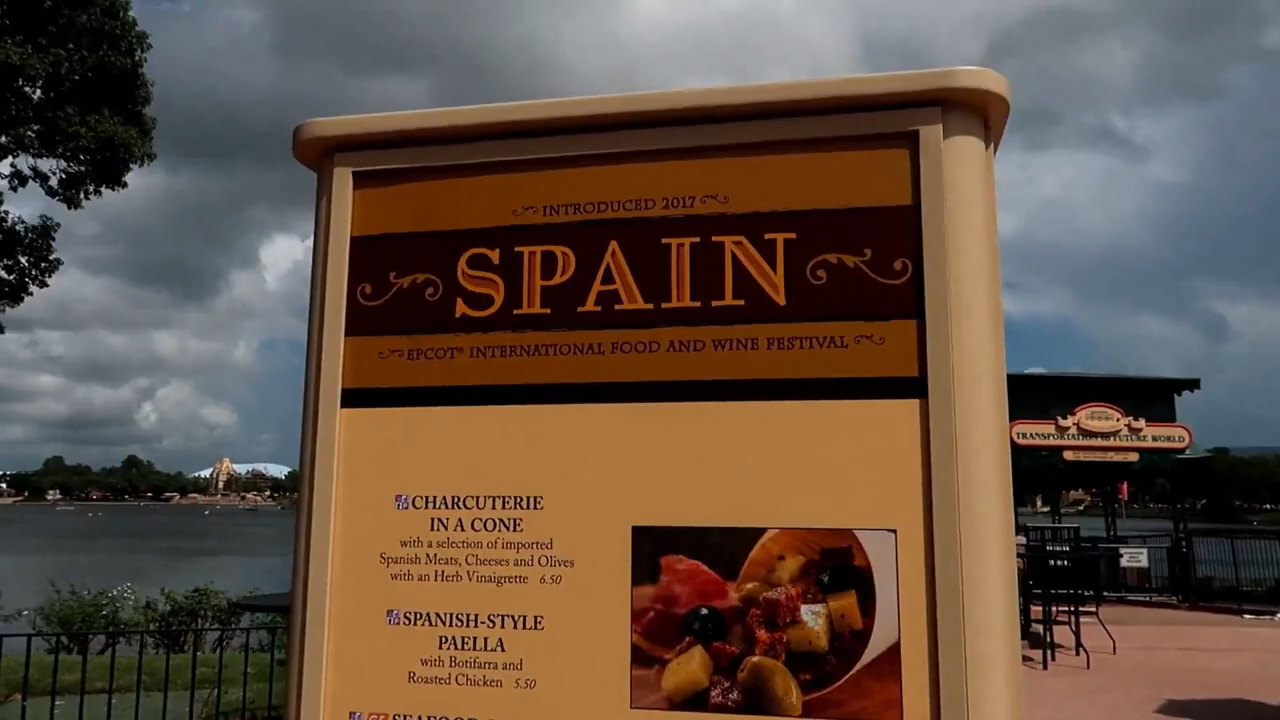 INTRODUCED 2017
SPAIN
EPCOT® INTERNATIONAL FOOD AND WINE FESTIVAL
CHARCUTERIE
IN A CONE
with a selection of imported
Spanish Meats, Cheeses and Olives
with an Herb Vinaigrette 6.50
SPANISH-STYLE
PAELLA
with Botifarra and
Roasted Chicken 5.50
SEAFOOD
TRANSPORTATION to FUTURE WORLD